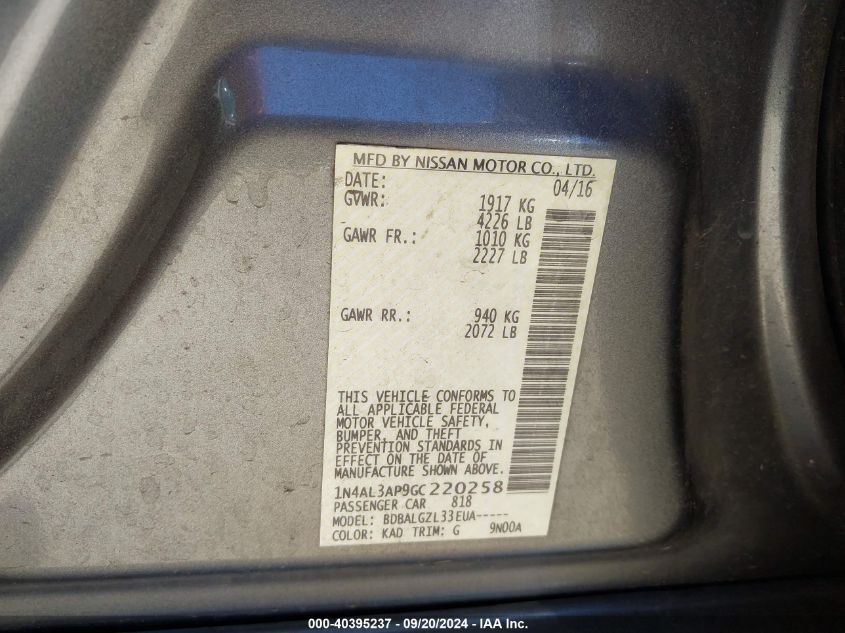 MFD BY NISSAN MOTOR CO., LTD.
DATE: 04/16
GVWR: 1917 KG
4226 LB
GAWR FR.: 1010 KG
2227 LB
GAWR RR.: 940 KG
2072 LB
THIS VEHICLE CONFORMS TO
ALL APPLICABLE FEDERAL
MOTOR VEHICLE SAFETY,
BUMPER, AND THEFT
PREVENTION STANDARDS IN
EFFECT ON THE DATE OF
MANUFACTURE SHOWN ABOVE.
1N4AL3AP9GC220258
PASSENGER CAR 818
MODEL: BDBALGZL33EUA-----
COLOR: KAD TRIM: G 9N00A
000-40395237 - 09/20/2024 - IAA Inc.